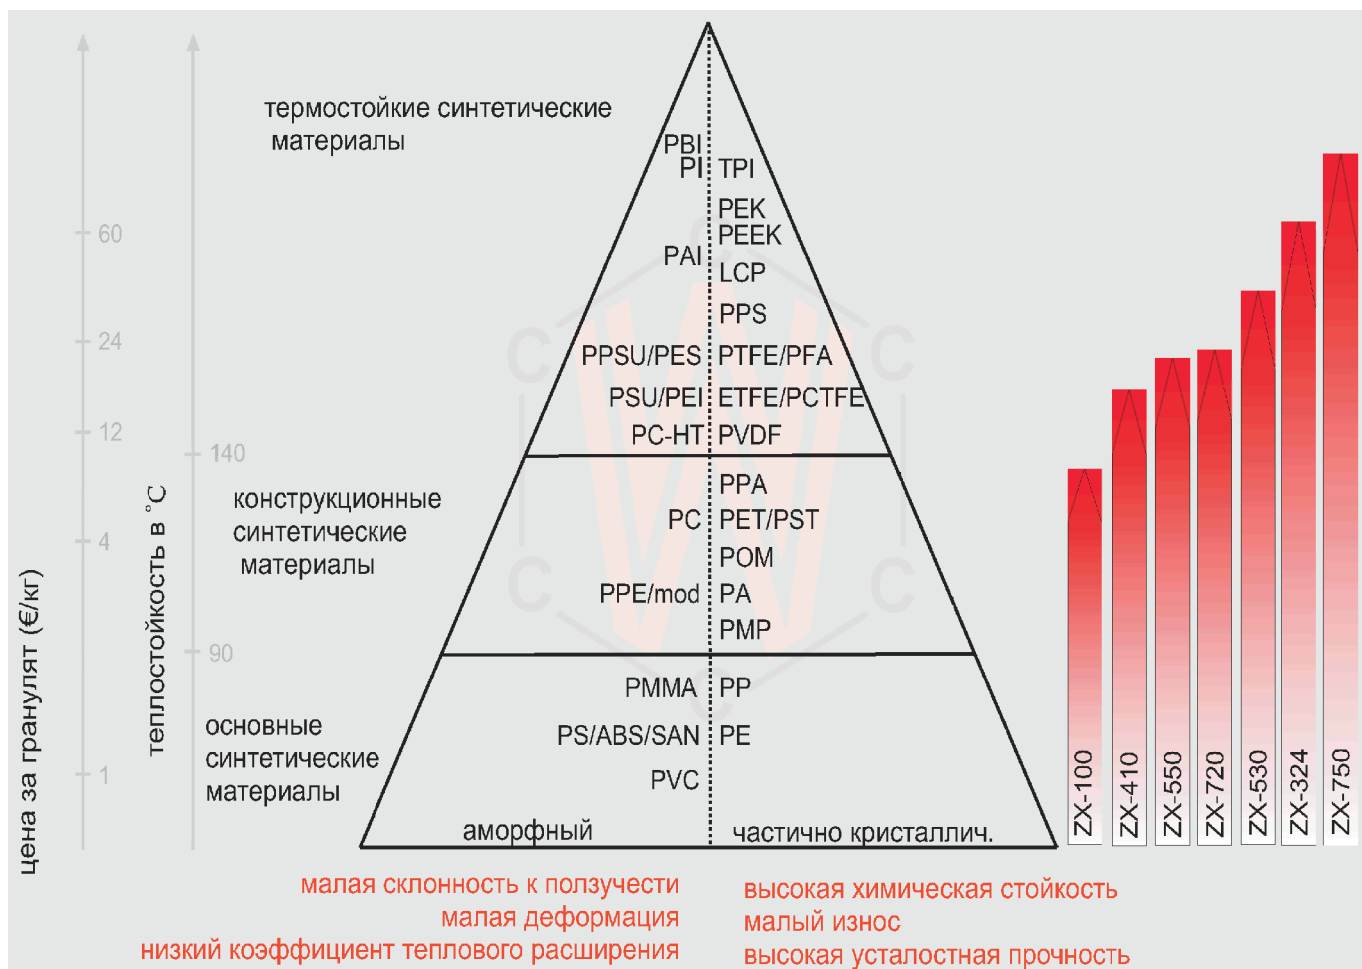 термостойкие синтетические
материалы
PBI
PI TPI
PEK
60
PEEK
PAI
LCP
PPS
24
PPSU/PES PTFE/PFA
PSU/PEI ETFE/PCTFE
12
PC-HT PVDF
140
PPA
конструкционные
синтетические
материалы
PC PET/PST
4
POM
PPE/mod PA
PMP
90
PMMA PP
основные
синтетические
материалы
PS/ABS/SAN PE
1
PVC
аморфный частично кристаллич.
цена за гранулят (€/кг)
теплостойкость в °C
ZX-100
ZX-410
ZX-550
ZX-720
ZX-530
ZX-324
ZX-750
C
C
C
C
C
W
малая склонность к ползучести
малая деформация
низкий коэффициент теплового расширения
высокая химическая стойкость
малый износ
высокая усталостная прочность